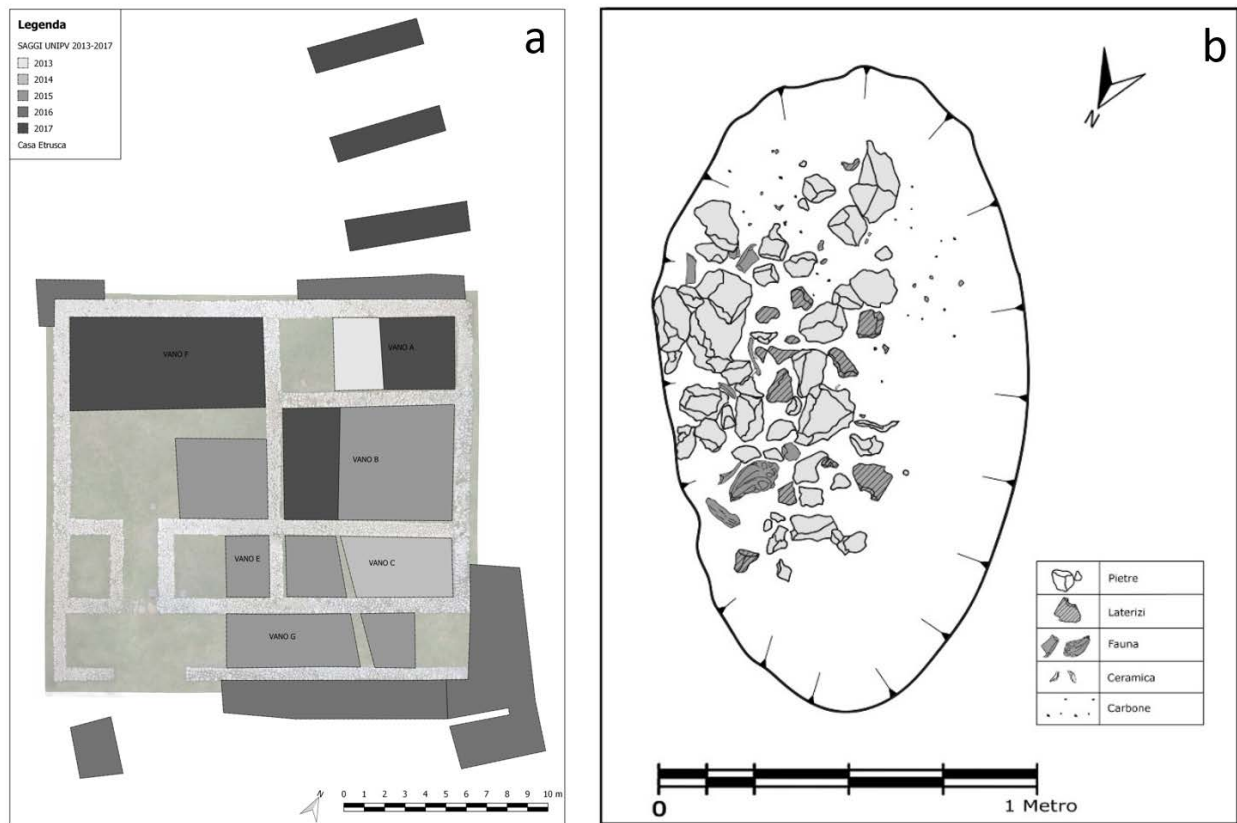 Legenda
SAGGI UNIPV 2013-2017
2013
2014
2015
2016
2017
Casa Etrusca
a
VANO F
VANO A
VANO B
VANO E
VANO C
VANO G
N
0 1 2 3 4 5 6 7 8 9 10 m
b
N
Pietre
Laterizi
Fauna
Ceramica
Carbone
0
1 Metro